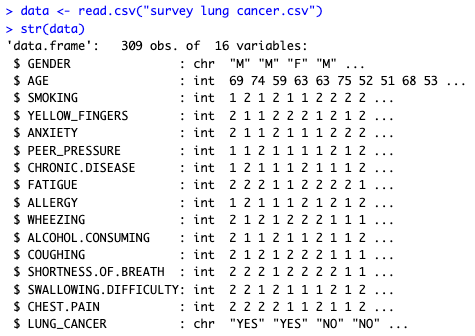 > data <- read.csv("survey lung cancer.csv")
> str(data)
'data.frame':   309 obs. of  16 variables:
 $ GENDER               : chr  "M" "M" "F" "M" ...
 $ AGE                  : int  69 74 59 63 63 75 52 51 68 53 ...
 $ SMOKING              : int  1 2 1 2 1 1 2 2 2 2 ...
 $ YELLOW_FINGERS       : int  2 1 1 2 2 2 1 2 1 2 ...
 $ ANXIETY              : int  2 1 1 2 1 1 1 2 2 2 ...
 $ PEER_PRESSURE        : int  1 1 2 1 1 1 1 2 1 2 ...
 $ CHRONIC.DISEASE      : int  1 2 1 1 1 2 2 1 1 2 ...
 $ FATIGUE              : int  2 2 2 1 1 2 2 2 2 1 ...
 $ ALLERGY              : int  1 2 1 1 1 2 1 2 1 2 ...
 $ WHEEZING             : int  2 1 2 1 2 2 2 1 1 1 ...
 $ ALCOHOL.CONSUMING    : int  2 1 1 2 1 1 2 1 1 2 ...
 $ COUGHING             : int  2 1 2 1 2 2 2 1 1 1 ...
 $ SHORTNESS.OF.BREATH  : int  2 2 2 1 2 2 2 2 1 1 ...
 $ SWALLOWING.DIFFICULTY: int  2 2 1 2 1 1 1 2 1 2 ...
 $ CHEST.PAIN           : int  2 2 2 2 1 1 2 1 1 2 ...
 $ LUNG_CANCER          : chr  "YES" "YES" "NO" "NO" ...